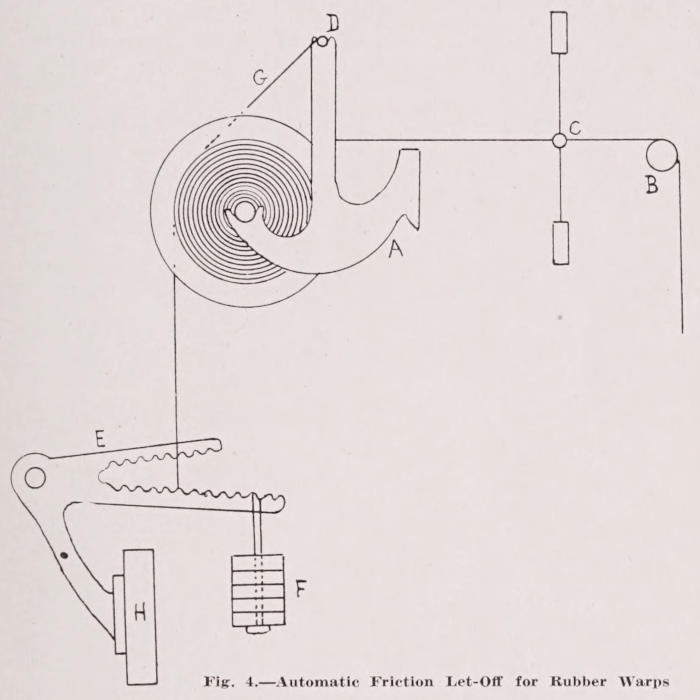 D
G
C
B
A
E
F
H
Fig. 4.—Automatic Friction Let-Off for Rubber Warps